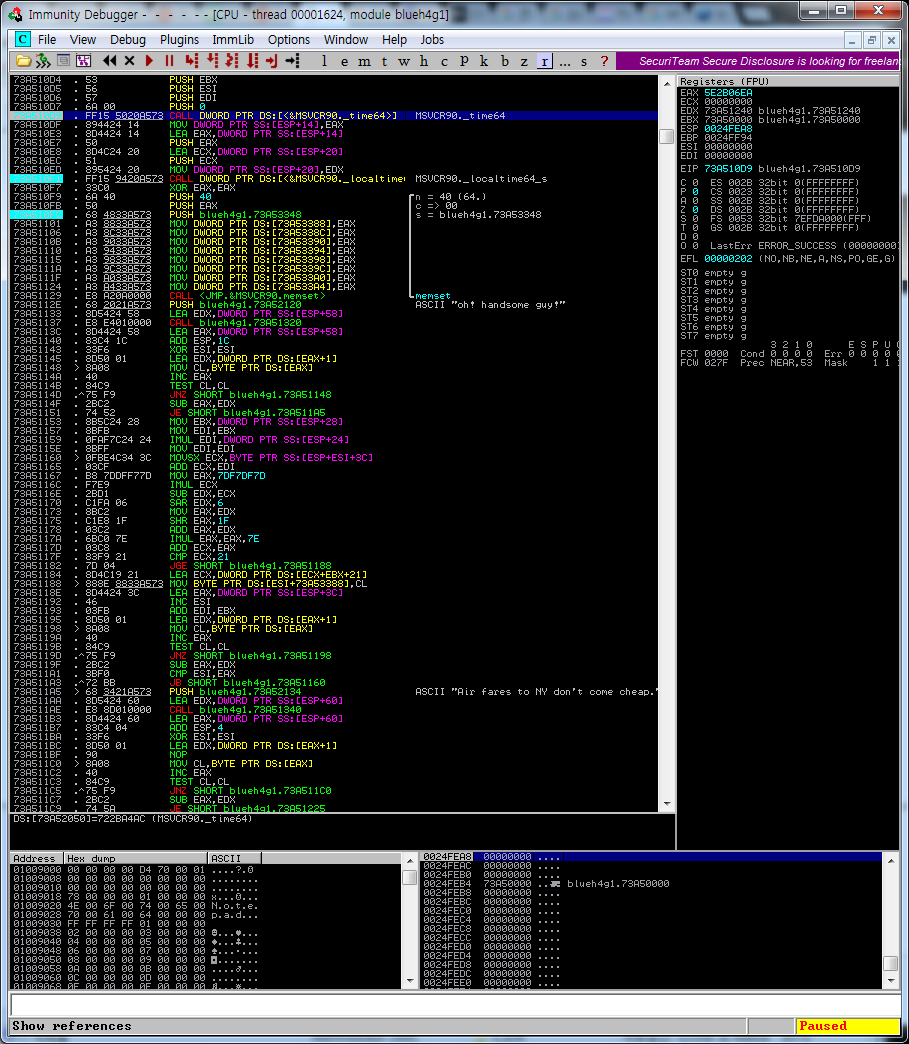 Immunity Debugger - - - - - - [CPU - thread 00001624, module blueh4g1]
C File View Debug Plugins ImmLib Options Window Help Jobs
l e m t w h c P k b z r ... s ? SecuriTeam Secure Disclosure is looking for freelan
73A510D4 . 53 PUSH EBX
73A510D5 . 56 PUSH ESI
73A510D6 . 57 PUSH EDI
73A510D7 . 6A 00 PUSH 0
73A510D9 . FF15 5020A573 CALL DWORD PTR DS:[<&MSVCR90._time64>] MSVCR90._time64
73A510DF . 894424 14 MOV DWORD PTR SS:[ESP+14],EAX
73A510E3 . 8D4424 14 LEA EAX,DWORD PTR SS:[ESP+14]
73A510E7 . 50 PUSH EAX
73A510E8 . 8D4C24 20 LEA ECX,DWORD PTR SS:[ESP+20]
73A510EC . 51 PUSH ECX
73A510ED . 895424 20 MOV DWORD PTR SS:[ESP+20],EDX
73A510F1 . FF15 9420A573 CALL DWORD PTR DS:[<&MSVCR90._localtime MSVCR90._localtime64_s
73A510F7 . 33C0 XOR EAX,EAX
73A510F9 . 6A 40 PUSH 40 n = 40 (64.)
73A510FB . 50 PUSH EAX c => 00
73A510FC . 68 4833A573 PUSH blueh4g1.73A53348 s = blueh4g1.73A53348
73A51101 . A3 8833A573 MOV DWORD PTR DS:[73A53388],EAX
73A51106 . A3 8C33A573 MOV DWORD PTR DS:[73A5338C],EAX
73A5110B . A3 9033A573 MOV DWORD PTR DS:[73A53390],EAX
73A51110 . A3 9433A573 MOV DWORD PTR DS:[73A53394],EAX
73A51115 . A3 9833A573 MOV DWORD PTR DS:[73A53398],EAX
73A5111A . A3 9C33A573 MOV DWORD PTR DS:[73A5339C],EAX
73A5111F . A3 A033A573 MOV DWORD PTR DS:[73A533A0],EAX
73A51124 . A3 A433A573 MOV DWORD PTR DS:[73A533A4],EAX
73A51129 . E8 A20A0000 CALL <JMP.&MSVCR90.memset> memset
73A5112E . 68 2021A573 PUSH blueh4g1.73A52120 ASCII "oh! handsome guy!"
73A51133 . 8D5424 58 LEA EDX,DWORD PTR SS:[ESP+58]
73A51137 . E8 E4010000 CALL blueh4g1.73A51320
73A5113C . 8D4424 58 LEA EAX,DWORD PTR SS:[ESP+58]
73A51140 . 83C4 1C ADD ESP,1C
73A51143 . 33F6 XOR ESI,ESI
73A51145 . 8D50 01 LEA EDX,DWORD PTR DS:[EAX+1]
73A51148 > 8A08 MOV CL,BYTE PTR DS:[EAX]
73A5114A . 40 INC EAX
73A5114B . 84C9 TEST CL,CL
73A5114D .^75 F9 JNZ SHORT blueh4g1.73A51148
73A5114F . 2BC2 SUB EAX,EDX
73A51151 . 74 52 JE SHORT blueh4g1.73A511A5
73A51153 . 8B5C24 28 MOV EBX,DWORD PTR SS:[ESP+28]
73A51157 . 8BFB MOV EDI,EBX
73A51159 . 0FAF7C24 24 IMUL EDI,DWORD PTR SS:[ESP+24]
73A5115E . 8BFF MOV EDI,EDI
73A51160 > 0FBE4C34 3C MOVSX ECX,BYTE PTR SS:[ESP+ESI+3C]
73A51165 . 03CF ADD ECX,EDI
73A51167 . B8 7DDFF77D MOV EAX,7DF7DF7D
73A5116C . F7E9 IMUL ECX
73A5116E . 2BD1 SUB EDX,ECX
73A51170 . C1FA 06 SAR EDX,6
73A51173 . 8BC2 MOV EAX,EDX
73A51175 . C1E8 1F SHR EAX,1F
73A51178 . 03C2 ADD EAX,EDX
73A5117A . 6BC0 7E IMUL EAX,EAX,7E
73A5117D . 03C8 ADD ECX,EAX
73A5117F . 83F9 21 CMP ECX,21
73A51182 . 7D 04 JGE SHORT blueh4g1.73A51188
73A51184 . 8D4C19 21 LEA ECX,DWORD PTR DS:[ECX+EBX+21]
73A51188 > 888E 8833A573 MOV BYTE PTR DS:[ESI+73A53388],CL
73A5118E . 8D4424 3C LEA EAX,DWORD PTR SS:[ESP+3C]
73A51192 . 46 INC ESI
73A51193 . 03FB ADD EDI,EBX
73A51195 . 8D50 01 LEA EDX,DWORD PTR DS:[EAX+1]
73A51198 > 8A08 MOV CL,BYTE PTR DS:[EAX]
73A5119A . 40 INC EAX
73A5119B . 84C9 TEST CL,CL
73A5119D .^75 F9 JNZ SHORT blueh4g1.73A51198
73A5119F . 2BC2 SUB EAX,EDX
73A511A1 . 3BF0 CMP ESI,EAX
73A511A3 .^72 BB JB SHORT blueh4g1.73A51160
73A511A5 > 68 3421A573 PUSH blueh4g1.73A52134 ASCII "Air fares to NY don't come cheap."
73A511AA . 8D5424 60 LEA EDX,DWORD PTR SS:[ESP+60]
73A511AE . E8 8D010000 CALL blueh4g1.73A51340
73A511B3 . 8D4424 60 LEA EAX,DWORD PTR SS:[ESP+60]
73A511B7 . 83C4 04 ADD ESP,4
73A511BA . 33F6 XOR ESI,ESI
73A511BC . 8D50 01 LEA EDX,DWORD PTR DS:[EAX+1]
73A511BF . 90 NOP
73A511C0 > 8A08 MOV CL,BYTE PTR DS:[EAX]
73A511C2 . 40 INC EAX
73A511C3 . 84C9 TEST CL,CL
73A511C5 .^75 F9 JNZ SHORT blueh4g1.73A511C0
73A511C7 . 2BC2 SUB EAX,EDX
73A511C9 . 74 5A JE SHORT blueh4g1.73A51225
DS:[73A52050]=722BA4AC (MSVCR90._time64)
Registers (FPU)
EAX 5E2B06EA
ECX 00000000
EDX 73A51240 blueh4g1.73A51240
EBX 73A50000 blueh4g1.73A50000
ESP 0024FEA8
EBP 0024FF94
ESI 00000000
EDI 00000000
EIP 73A510D9 blueh4g1.73A510D9
C 0 ES 002B 32bit 0(FFFFFFFF)
P 0 CS 0023 32bit 0(FFFFFFFF)
A 0 SS 002B 32bit 0(FFFFFFFF)
Z 0 DS 002B 32bit 0(FFFFFFFF)
S 0 FS 0053 32bit 7EFDA000(FFF)
T 0 GS 002B 32bit 0(FFFFFFFF)
D 0
O 0 LastErr ERROR_SUCCESS (00000000)
EFL 00000202 (NO,NB,NE,A,NS,PO,GE,G)
ST0 empty g
ST1 empty g
ST2 empty g
ST3 empty g
ST4 empty g
ST5 empty g
ST6 empty g
ST7 empty g
3 2 1 0 E S P U
FST 0000 Cond 0 0 0 0 Err 0 0 0 0
FCW 027F Prec NEAR,53 Mask 1 1
Address Hex dump ASCII
01009000 00 00 00 00 D4 70 00 01 ....?.0
01009008 00 00 00 00 00 00 00 00 ........
01009010 00 00 00 00 00 00 00 00 ........
01009018 78 00 00 00 01 00 00 00
01009020 4E 00 6F 00 74 00 65 00 N.o.t.e.
01009028 70 00 61 00 64 00 00 00 p.a.d...
01009030 FF FF FF FF 01 00 00 00
01009038 02 00 00 00 03 00 00 00
01009040 04 00 00 00 05 00 00 00
01009048 06 00 00 00 07 00 00 00
01009050 08 00 00 00 09 00 00 00
01009058 0A 00 00 00 0B 00 00 00
01009060 0C 00 00 00 0D 00 00 00
01009068 0E 00 00 00 0F 00 00 00
0024FEA8 00000000 ....
0024FEAC 00000000 ....
0024FEB0 00000000 ....
0024FEB4 73A50000 blueh4g1.73A50000
0024FEB8 00000000 ....
0024FEBC 00000000 ....
0024FEC0 00000000 ....
0024FEC4 00000000 ....
0024FEC8 00000000 ....
0024FECC 00000000 ....
0024FED0 00000000 ....
0024FED4 00000000 ....
0024FED8 00000000 ....
0024FEDC 00000000 ....
0024FEE0 00000000 ....
Show references
Paused